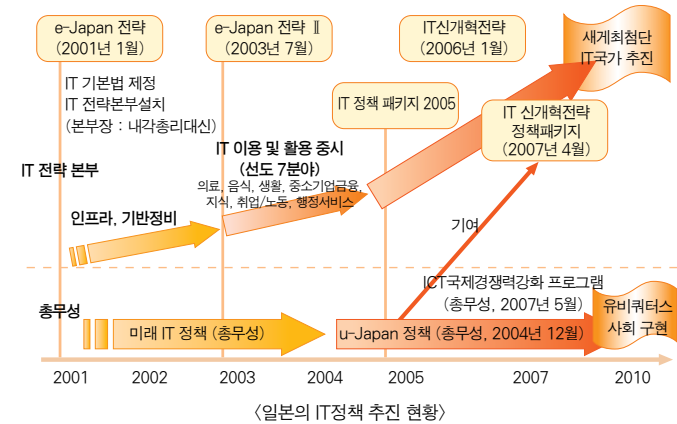 e-Japan 전략
(2001년 1월)
e-Japan 전략 Ⅱ
(2003년 7월)
IT신개혁전략
(2006년 1월)
새게최첨단
IT국가 추진
IT 기본법 제정
IT 전략본부설치
(본부장 : 내각총리대신)
IT 정책 패키지 2005
IT 신개혁전략
정책패키지
(2007년 4월)
IT 이용 및 활용 중시
(선도 7분야)
의료, 음식, 생활, 중소기업금융,
지식, 취업/노동, 행정서비스
IT 전략 본부
인프라, 기반정비
기여
ICT국제경쟁력강화 프로그램
(총무성, 2007년 5월)
유비쿼터스
사회 구현
총무성
미래 IT 정책 (총무성)
u-Japan 정책 (총무성, 2004년 12월)
2001 2002 2003 2004 2005 2007 2010
〈일본의 IT정책 추진 현황〉